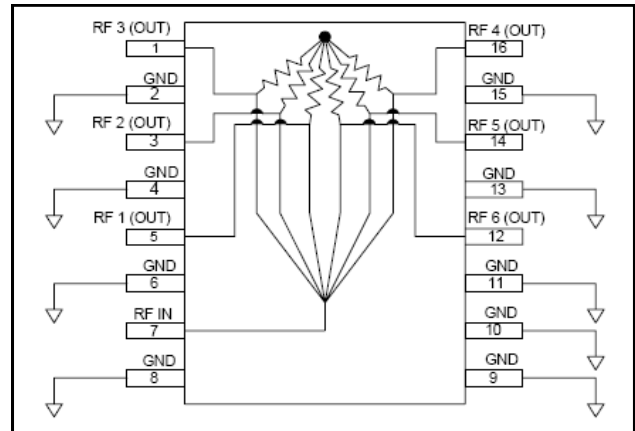 RF 3 (OUT)
1
GND
2
RF 2 (OUT)
3
GND
4
RF 1 (OUT)
5
GND
6
RF IN
7
GND
8
RF 4 (OUT)
16
GND
15
RF 5 (OUT)
14
GND
13
RF 6 (OUT)
12
GND
11
GND
10
GND
9